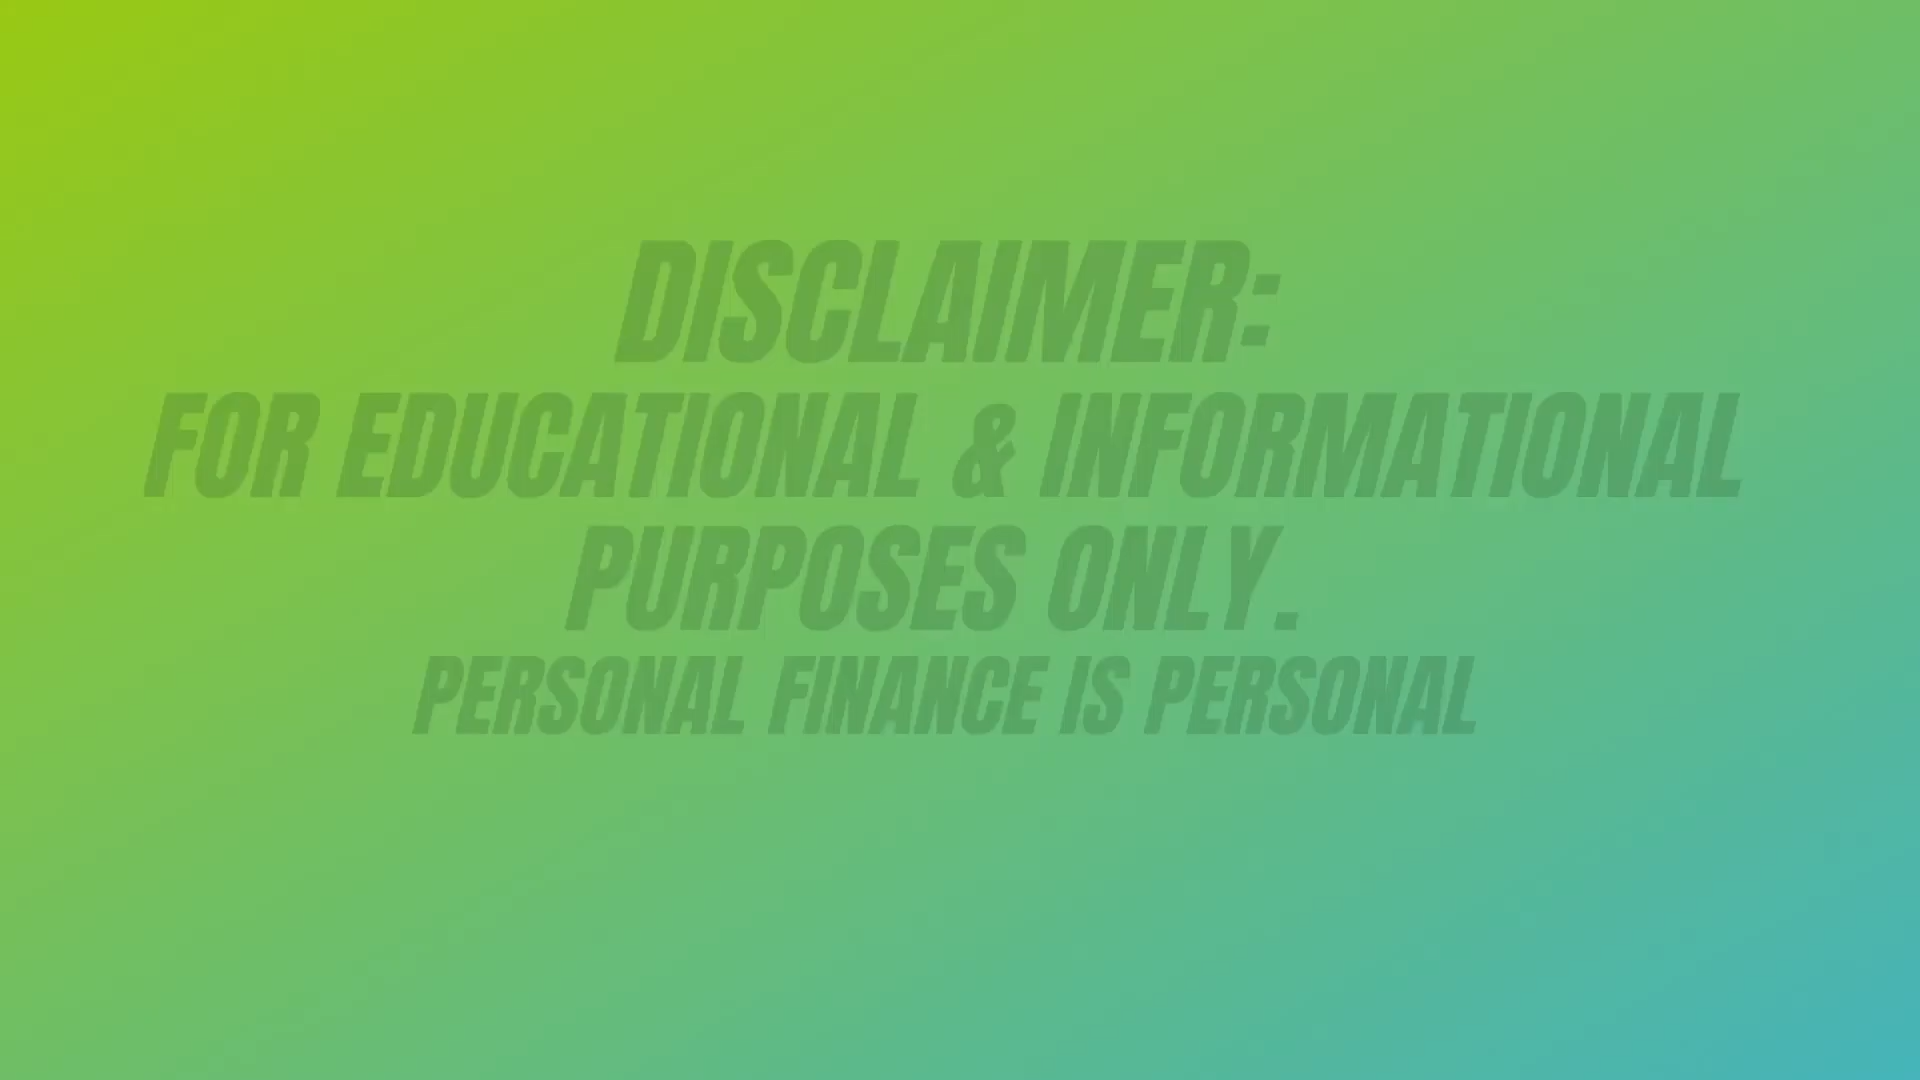 DISCLAIMER:
FOR EDUCATIONAL & INFORMATIONAL
PURPOSES ONLY.
PERSONAL FINANCE IS PERSONAL